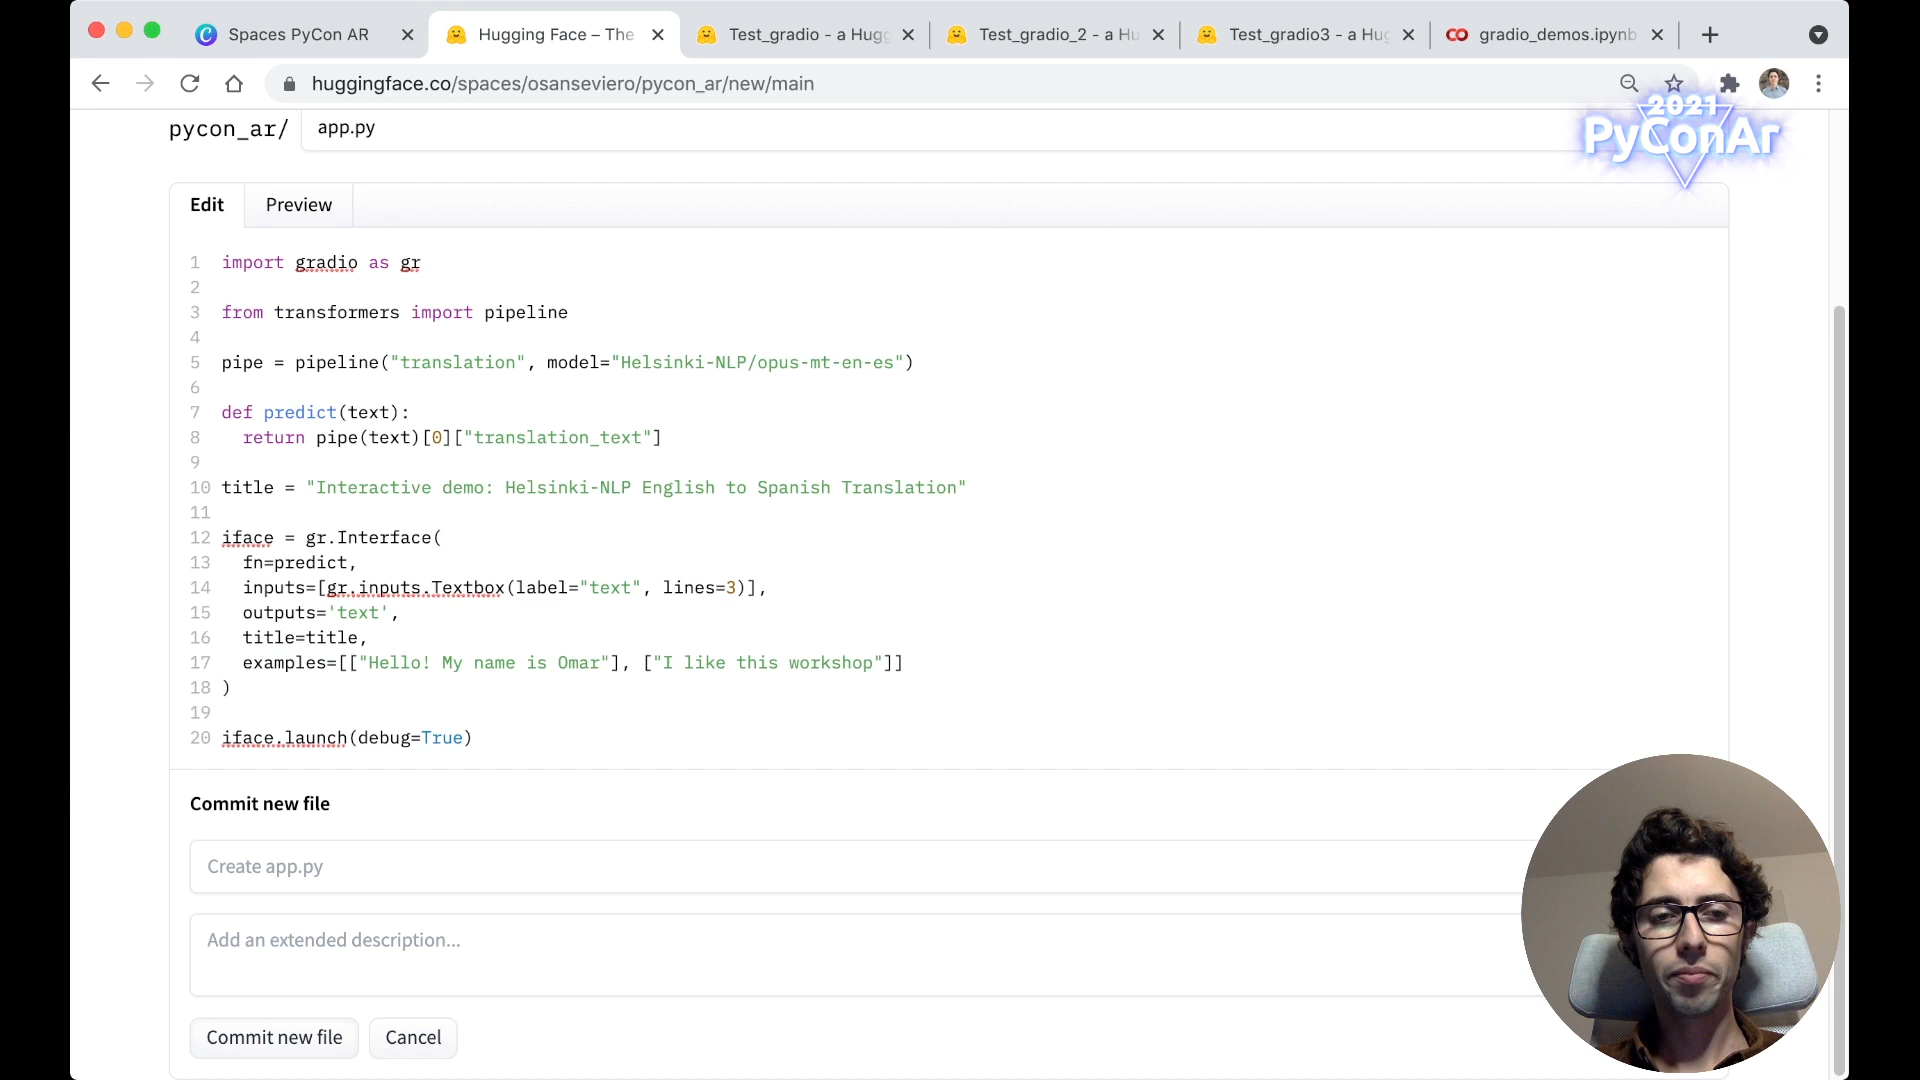 Spaces PyCon AR
Hugging Face – The
Test_gradio - a Hugg
Test_gradio_2 - a Hu
Test_gradio3 - a Hug
gradio_demos.ipynb
huggingface.co/spaces/osanseviero/pycon_ar/new/main
2021
PyConAr
pycon_ar/
app.py
Edit
Preview
1 import gradio as gr
2
3 from transformers import pipeline
4
5 pipe = pipeline("translation", model="Helsinki-NLP/opus-mt-en-es")
6
7 def predict(text):
8 return pipe(text)[0]["translation_text"]
9
10 title = "Interactive demo: Helsinki-NLP English to Spanish Translation"
11
12 iface = gr.Interface(
13 fn=predict,
14 inputs=[gr.inputs.Textbox(label="text", lines=3)],
15 outputs='text',
16 title=title,
17 examples=[["Hello! My name is Omar"], ["I like this workshop"]]
18 )
19
20 iface.launch(debug=True)
Commit new file
Create app.py
Add an extended description...
Commit new file
Cancel